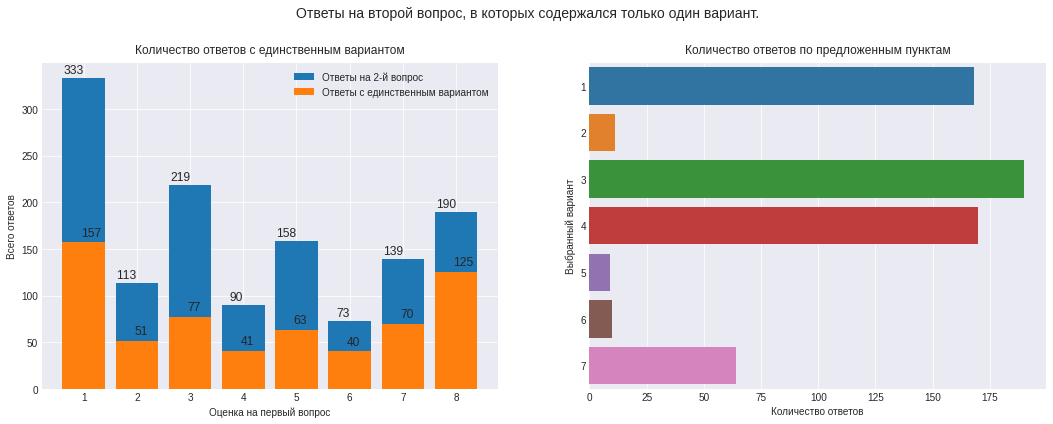 Ответы на второй вопрос, в которых содержался только один вариант.
Количество ответов с единственным вариантом
333
Ответы на 2-й вопрос
Ответы с единственным вариантом
300
250
219
200
190
157
158
150
139
125
113
100
90
77
73
70
63
51
50
41
40
0
Всего ответов
1 2 3 4 5 6 7 8
Оценка на первый вопрос
Количество ответов по предложенным пунктам
1
2
3
4
5
6
7
Выбранный вариант
0 25 50 75 100 125 150 175
Количество ответов